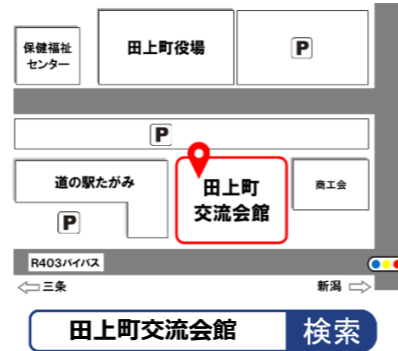 保健福祉
センター
田上町役場
P
P
道の駅たがみ
P
田上町
交流会館
商工会
R403バイパス
三条
新潟
田上町交流会館
検索